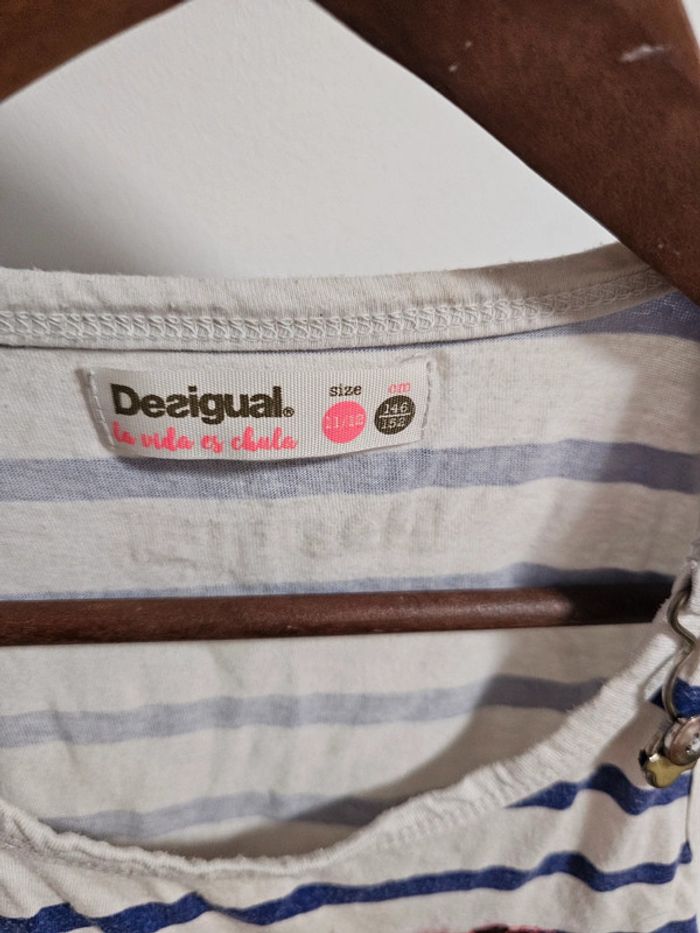 Desigual.®
la vida es chula
size
11/12
cm
146
152